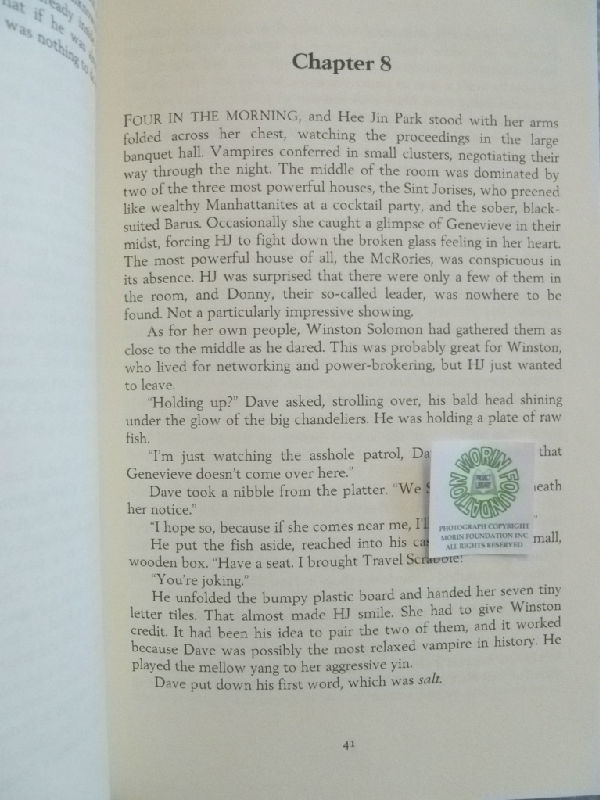 already
that if he was
was nothing to
Chapter 8
FOUR IN THE MORNING, and Hee Jin Park stood with her arms
folded across her chest, watching the proceedings in the large
banquet hall. Vampires conferred in small clusters, negotiating their
way through the night. The middle of the room was dominated by
two of the three most powerful houses, the Sint Jorises, who preened
like wealthy Manhattanites at a cocktail party, and the sober, black-
suited Barus. Occasionally she caught a glimpse of Genevieve in their
midst, forcing HJ to fight down the broken glass feeling in her heart.
The most powerful house of all, the McRories, was conspicuous in
its absence. HJ was surprised that there were only a few of them in
the room, and Donny, their so-called leader, was nowhere to be
found. Not a particularly impressive showing.
As for her own people, Winston Solomon had gathered them as
close to the middle as he dared. This was probably great for Winston,
who lived for networking and power-brokering, but HJ just wanted
to leave.
"Holding up?" Dave asked, strolling over, his bald head shining
under the glow of the big chandeliers. He was holding a plate of raw
fish.
"I'm just watching the asshole patrol, Da that
Genevieve doesn't come over here."
Dave took a nibble from the platter. "We eath
her notice."
"I hope so, because if she comes near me, "
He put the fish aside, reached into his mall,
wooden box. "Have a seat. I brought Travel Scrabble!"
"You're joking."
He unfolded the bumpy plastic board and handed her seven tiny
letter tiles. That almost made HJ smile. She had to give Winston
credit. It had been his idea to pair the two of them, and it worked
because Dave was possibly the most relaxed vampire in history. He
played the mellow yang to her aggressive yin.
Dave put down his first word, which was salt.
41
MORIN FOUNDATION
PROJECT
LIBRARY
PHOTOGRAPH COPYRIGHT
MORIN FOUNDATION INC
ALL RIGHTS RESERVED